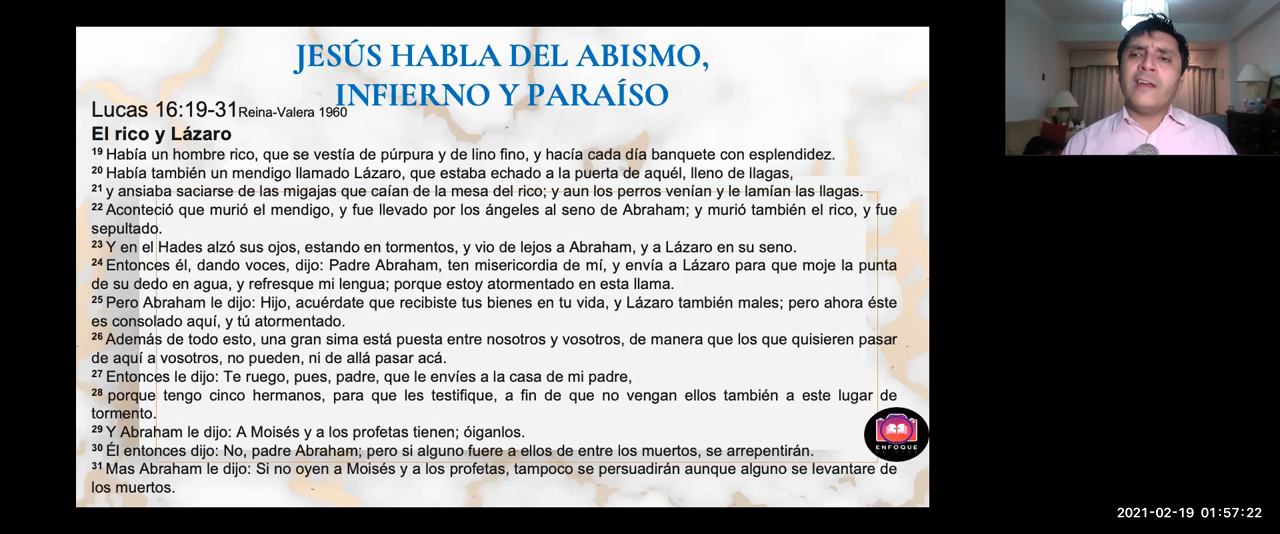 JESÚS HABLA DEL ABISMO,
INFIERNO Y PARAÍSO
Lucas 16:19-31Reina-Valera 1960
El rico y Lázaro
19 Había un hombre rico, que se vestía de púrpura y de lino fino, y hacía cada día banquete con esplendidez.
20 Había también un mendigo llamado Lázaro, que estaba echado a la puerta de aquél, lleno de llagas,
21 y ansiaba saciarse de las migajas que caían de la mesa del rico; y aun los perros venían y le lamían las llagas.
22 Aconteció que murió el mendigo, y fue llevado por los ángeles al seno de Abraham; y murió también el rico, y fue
sepultado.
23 Y en el Hades alzó sus ojos, estando en tormentos, y vio de lejos a Abraham, y a Lázaro en su seno.
24 Entonces él, dando voces, dijo: Padre Abraham, ten misericordia de mí, y envía a Lázaro para que moje la punta
de su dedo en agua, y refresque mi lengua; porque estoy atormentado en esta llama.
25 Pero Abraham le dijo: Hijo, acuérdate que recibiste tus bienes en tu vida, y Lázaro también males; pero ahora éste
es consolado aquí, y tú atormentado.
26 Además de todo esto, una gran sima está puesta entre nosotros y vosotros, de manera que los que quisieren pasar
de aquí a vosotros, no pueden, ni de allá pasar acá.
27 Entonces le dijo: Te ruego, pues, padre, que le envíes a la casa de mi padre,
28 porque tengo cinco hermanos, para que les testifique, a fin de que no vengan ellos también a este lugar de
tormento.
29 Y Abraham le dijo: A Moisés y a los profetas tienen; óiganlos.
30 Él entonces dijo: No, padre Abraham; pero si alguno fuere a ellos de entre los muertos, se arrepentirán.
31 Mas Abraham le dijo: Si no oyen a Moisés y a los profetas, tampoco se persuadirán aunque alguno se levantare de
los muertos.
ENFOQUE
2021-02-19 01:57:22